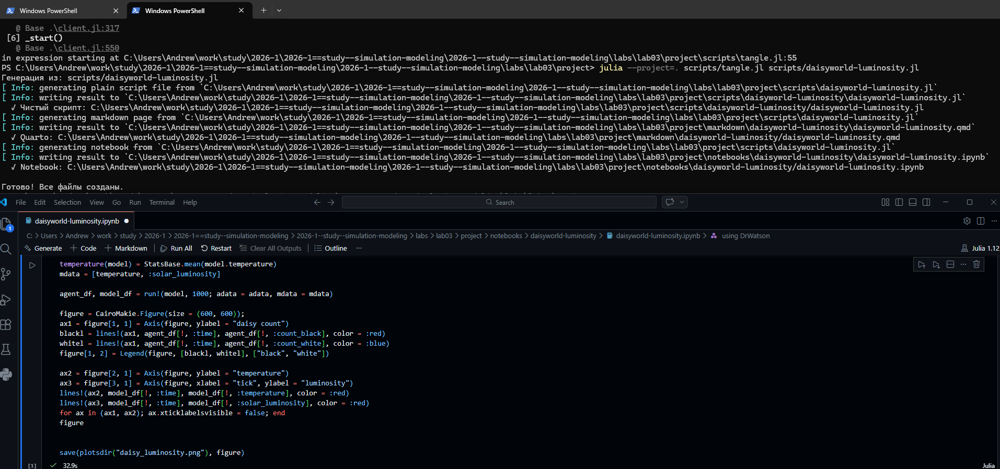 Windows PowerShell
Windows PowerShell
@ Base .\client.jl:317
[6] _start()
@ Base .\client.jl:550
in expression starting at C:\Users\Andrew\work\study\2026-1\2026-1==study--simulation-modeling\2026-1--study--simulation-modeling\labs\lab03\project\scripts\tangle.jl:55
PS C:\Users\Andrew\work\study\2026-1\2026-1==study--simulation-modeling\2026-1--study--simulation-modeling\labs\lab03\project> julia --project=. scripts/tangle.jl scripts/daisyworld-luminosity.jl
Генерация из: scripts/daisyworld-luminosity.jl
[ Info: generating plain script file from `C:\Users\Andrew\work\study\2026-1\2026-1==study--simulation-modeling\2026-1--study--simulation-modeling\labs\lab03\project\scripts\daisyworld-luminosity.jl`
[ Info: writing result to `C:\Users\Andrew\work\study\2026-1\2026-1==study--simulation-modeling\2026-1--study--simulation-modeling\labs\lab03\project\scripts\daisyworld-luminosity\daisyworld-luminosity.jl`
✓ Чистый скрипт: C:\Users\Andrew\work\study\2026-1\2026-1==study--simulation-modeling\2026-1--study--simulation-modeling\labs\lab03\project\scripts\daisyworld-luminosity/daisyworld-luminosity.jl
[ Info: generating markdown page from `C:\Users\Andrew\work\study\2026-1\2026-1==study--simulation-modeling\2026-1--study--simulation-modeling\labs\lab03\project\scripts\daisyworld-luminosity.jl`
[ Info: writing result to `C:\Users\Andrew\work\study\2026-1\2026-1==study--simulation-modeling\2026-1--study--simulation-modeling\labs\lab03\project\markdown\daisyworld-luminosity\daisyworld-luminosity.qmd`
✓ Quarto: C:\Users\Andrew\work\study\2026-1\2026-1==study--simulation-modeling\2026-1--study--simulation-modeling\labs\lab03\project\markdown\daisyworld-luminosity/daisyworld-luminosity.qmd
[ Info: generating notebook from `C:\Users\Andrew\work\study\2026-1\2026-1==study--simulation-modeling\2026-1--study--simulation-modeling\labs\lab03\project\scripts\daisyworld-luminosity.jl`
[ Info: writing result to `C:\Users\Andrew\work\study\2026-1\2026-1==study--simulation-modeling\2026-1--study--simulation-modeling\labs\lab03\project\notebooks\daisyworld-luminosity\daisyworld-luminosity.ipynb`
✓ Notebook: C:\Users\Andrew\work\study\2026-1\2026-1==study--simulation-modeling\2026-1--study--simulation-modeling\labs\lab03\project\notebooks\daisyworld-luminosity/daisyworld-luminosity.ipynb
Готово! Все файлы созданы.
File Edit Selection View Go Run Terminal Help Search
daisyworld-luminosity.ipynb
1
C: > Users > Andrew > work > study > 2026-1 > 2026-1==study--simulation-modeling > 2026-1--study--simulation-modeling > labs > lab03 > project > notebooks > daisyworld-luminosity > daisyworld-luminosity.ipynb > using DrWatson
Generate + Code + Markdown | Run All Restart Clear All Outputs | Outline ... Julia 1.12
temperature(model) = StatsBase.mean(model.temperature)
mdata = [temperature, :solar_luminosity]
agent_df, model_df = run!(model, 1000; adata = adata, mdata = mdata)
figure = CairoMakie.Figure(size = (600, 600));
ax1 = figure[1, 1] = Axis(figure, ylabel = "daisy count")
blackl = lines!(ax1, agent_df[!, :time], agent_df[!, :count_black], color = :red)
whitel = lines!(ax1, agent_df[!, :time], agent_df[!, :count_white], color = :blue)
figure[1, 2] = Legend(figure, [blackl, whitel], ["black", "white"])
ax2 = figure[2, 1] = Axis(figure, ylabel = "temperature")
ax3 = figure[3, 1] = Axis(figure, xlabel = "tick", ylabel = "luminosity")
lines!(ax2, model_df[!, :time], model_df[!, :temperature], color = :red)
lines!(ax3, model_df[!, :time], model_df[!, :solar_luminosity], color = :red)
for ax in (ax1, ax2); ax.xticklabelsvisible = false; end
figure
save(plotsdir("daisy_luminosity.png"), figure)
[1] ✓ 32.9s Julia